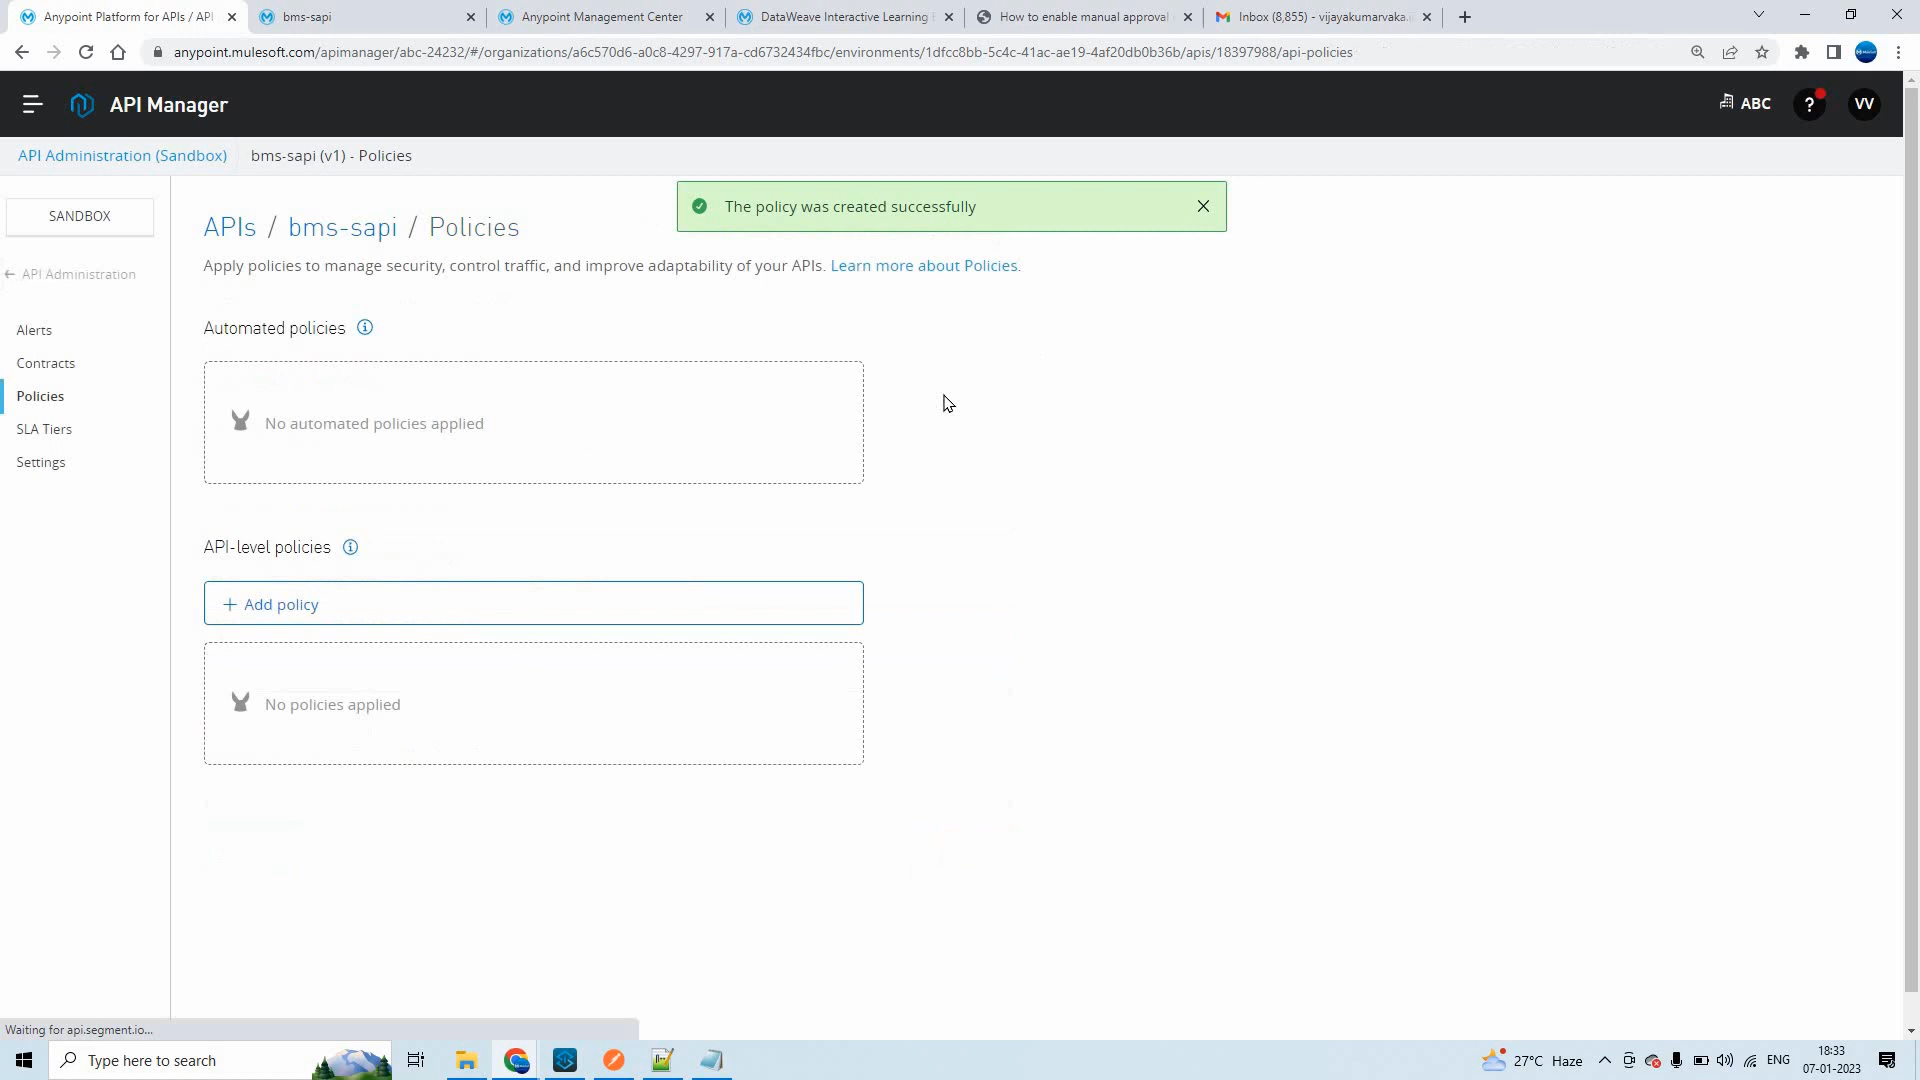 Anypoint Platform for APIs / API
bms-sapi
Anypoint Management Center
DataWeave Interactive Learning
How to enable manual approval
Inbox (8,855) - vijayakumarvaka.
anypoint.mulesoft.com/apimanager/abc-24232/#/organizations/a6c570d6-a0c8-4297-917a-cd6732434fbc/environments/1dfcc8bb-5c4c-41ac-ae19-4af20db0b36b/apis/18397988/api-policies
API Manager
ABC
?
VV
API Administration (Sandbox)
bms-sapi (v1) - Policies
SANDBOX
The policy was created successfully
APIs / bms-sapi / Policies
API Administration
Apply policies to manage security, control traffic, and improve adaptability of your APIs. Learn more about Policies.
Alerts
Contracts
Policies
SLA Tiers
Settings
Automated policies
No automated policies applied
API-level policies
+ Add policy
No policies applied
Waiting for api.segment.io...
Type here to search
27°C Haze
ENG
18:33
07-01-2023